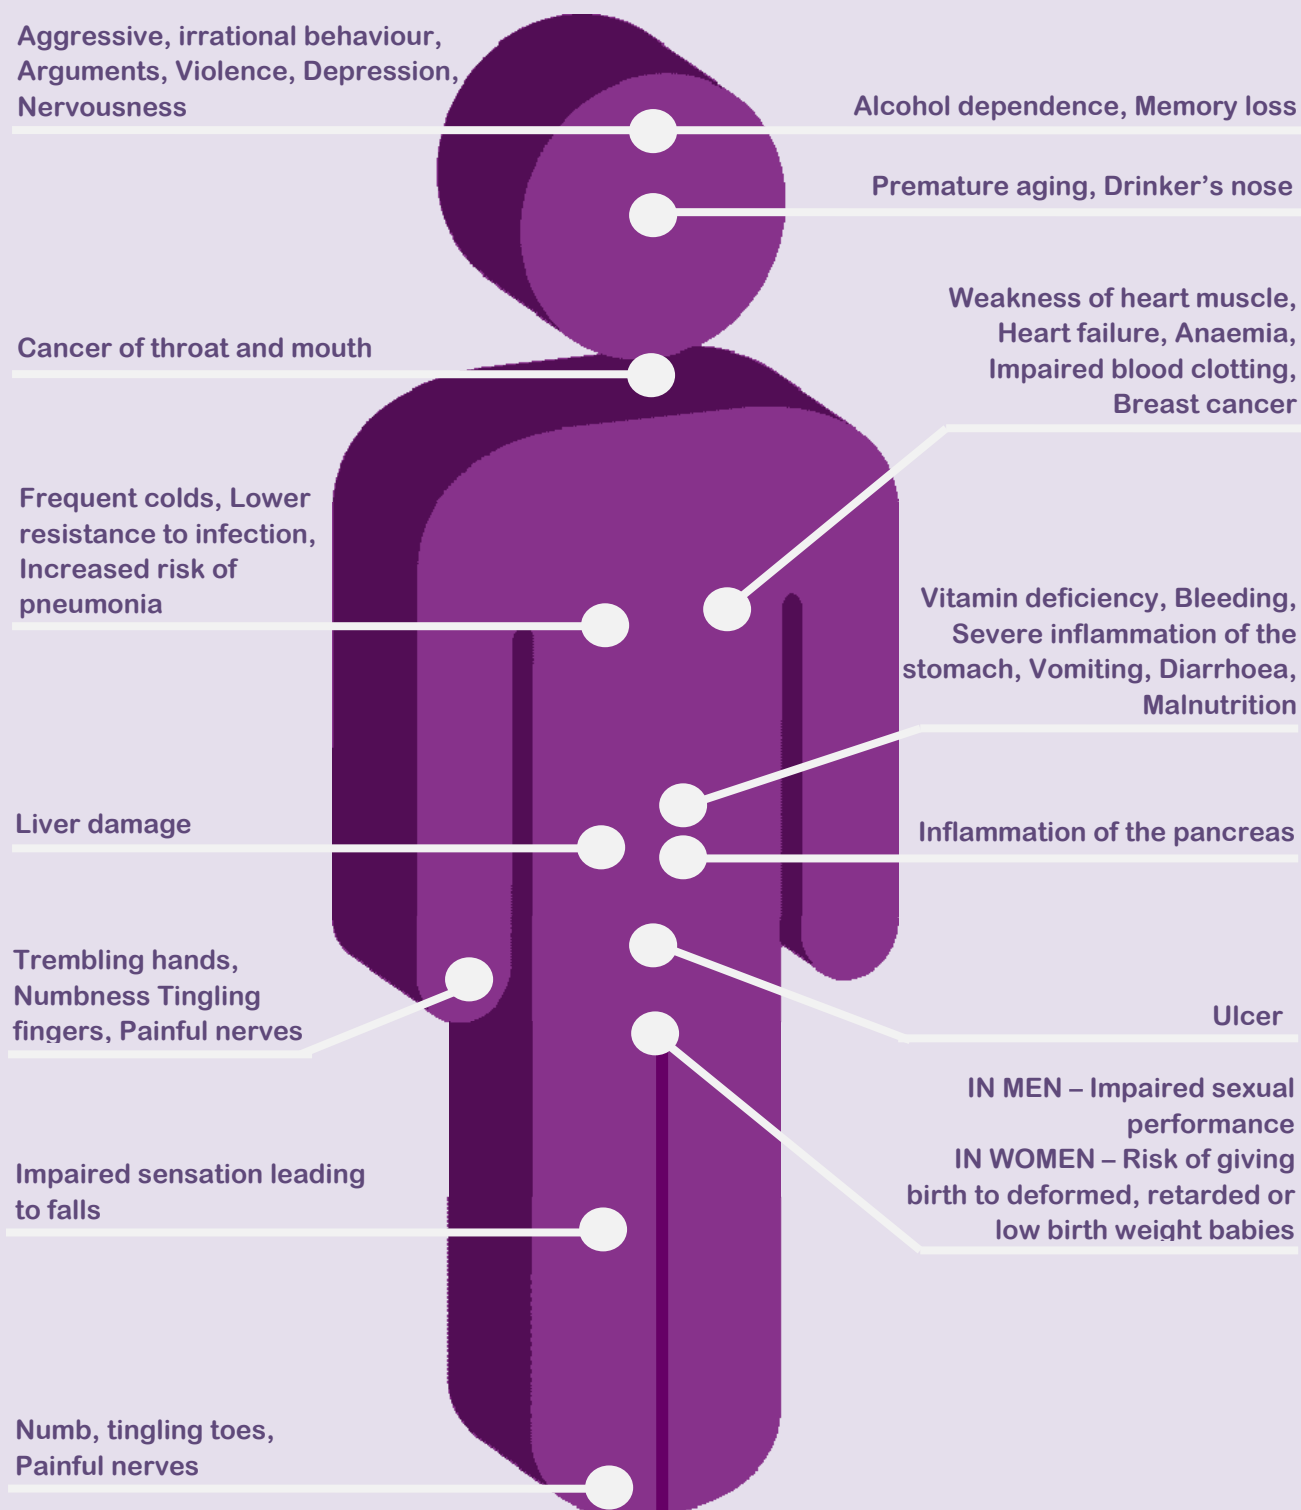 Aggressive, irrational behaviour,
Arguments, Violence, Depression,
Nervousness
Alcohol dependence, Memory loss
Premature aging, Drinker’s nose
Weakness of heart muscle,
Heart failure, Anaemia,
Impaired blood clotting,
Breast cancer
Cancer of throat and mouth
Frequent colds, Lower
resistance to infection,
Increased risk of
pneumonia
Vitamin deficiency, Bleeding,
Severe inflammation of the
stomach, Vomiting, Diarrhoea,
Malnutrition
Liver damage
Inflammation of the pancreas
Trembling hands,
Numbness Tingling
fingers, Painful nerves
Ulcer
IN MEN – Impaired sexual
performance
IN WOMEN – Risk of giving
birth to deformed, retarded or
low birth weight babies
Impaired sensation leading
to falls
Numb, tingling toes,
Painful nerves